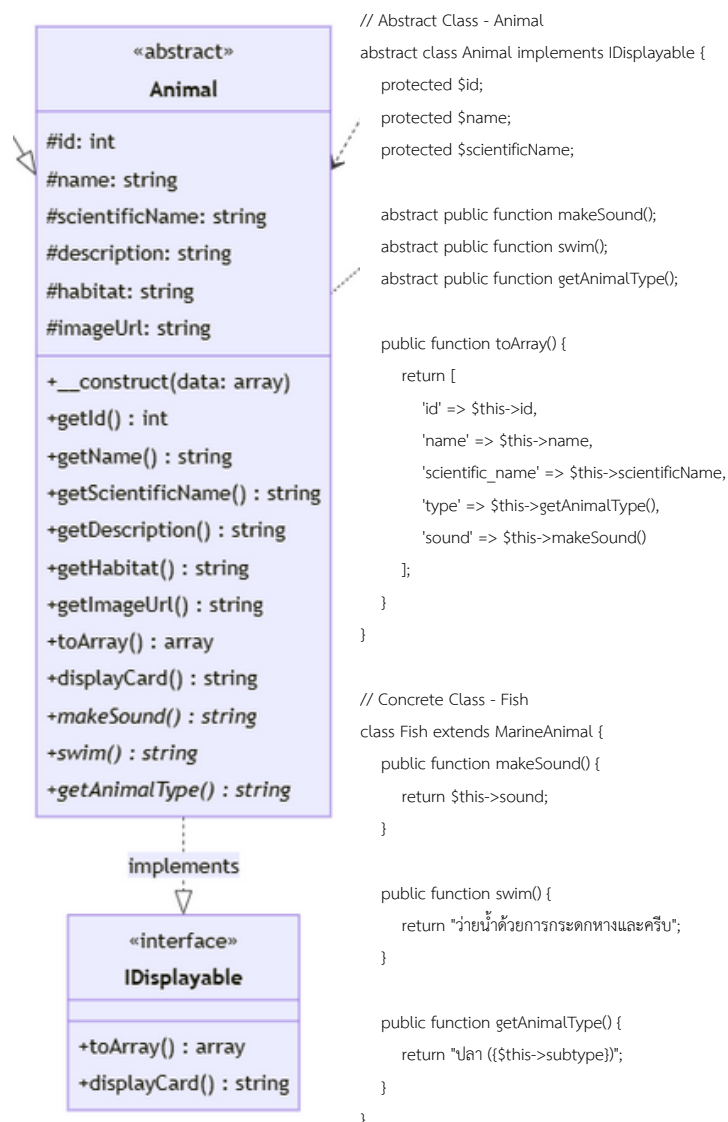 «abstract»
Animal
#id: int
#name: string
#scientificName: string
#description: string
#habitat: string
#imageUrl: string
+__construct(data: array)
+getId() : int
+getName() : string
+getScientificName() : string
+getDescription() : string
+getHabitat() : string
+getImageUrl() : string
+toArray() : array
+displayCard() : string
+makeSound() : string
+swim() : string
+getAnimalType() : string
implements
«interface»
IDisplayable
+toArray() : array
+displayCard() : string
// Abstract Class - Animal
abstract class Animal implements IDisplayable {
protected $id;
protected $name;
protected $scientificName;
abstract public function makeSound();
abstract public function swim();
abstract public function getAnimalType();
public function toArray() {
return [
'id' => $this->id,
'name' => $this->name,
'scientific_name' => $this->scientificName,
'type' => $this->getAnimalType(),
'sound' => $this->makeSound()
];
}
}
// Concrete Class - Fish
class Fish extends MarineAnimal {
public function makeSound() {
return $this->sound;
}
public function swim() {
return "ว่ายน้ำด้วยการกระดกหางและครีบ";
}
public function getAnimalType() {
return "ปลา ({$this->subtype})";
}
}